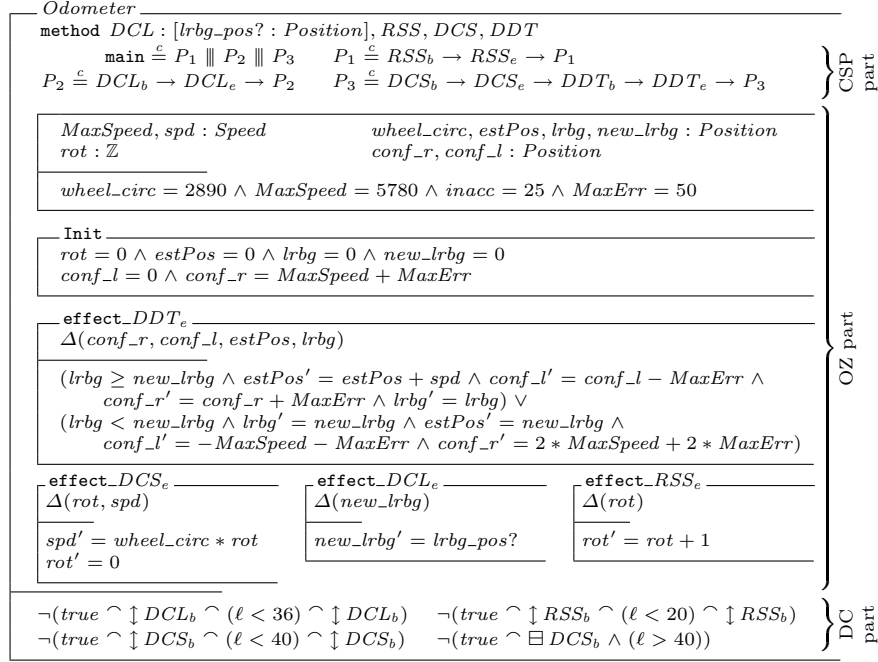 Odometer
method DCL : [lrbg_pos? : Position], RSS, DCS, DDT
main ≜ᶜ P₁ ||| P₂ ||| P₃ P₁ ≜ᶜ RSS_b → RSS_e → P₁
P₂ ≜ᶜ DCL_b → DCL_e → P₂ P₃ ≜ᶜ DCS_b → DCS_e → DDT_b → DDT_e → P₃
CSP part
MaxSpeed, spd : Speed wheel_circ, estPos, lrbg, new_lrbg : Position
rot : ℤ conf_r, conf_l : Position
wheel_circ = 2890 ∧ MaxSpeed = 5780 ∧ inacc = 25 ∧ MaxErr = 50
Init
rot = 0 ∧ estPos = 0 ∧ lrbg = 0 ∧ new_lrbg = 0
conf_l = 0 ∧ conf_r = MaxSpeed + MaxErr
effect_DDT_e
Δ(conf_r, conf_l, estPos, lrbg)
(lrbg ≥ new_lrbg ∧ estPos′ = estPos + spd ∧ conf_l′ = conf_l − MaxErr ∧
conf_r′ = conf_r + MaxErr ∧ lrbg′ = lrbg) ∨
(lrbg < new_lrbg ∧ lrbg′ = new_lrbg ∧ estPos′ = new_lrbg ∧
conf_l′ = −MaxSpeed − MaxErr ∧ conf_r′ = 2 * MaxSpeed + 2 * MaxErr)
effect_DCS_e effect_DCL_e effect_RSS_e
Δ(rot, spd) Δ(new_lrbg) Δ(rot)
spd′ = wheel_circ * rot new_lrbg′ = lrbg_pos? rot′ = rot + 1
rot′ = 0
OZ part
¬(true ⌢ ↕ DCL_b ⌢ (ℓ < 36) ⌢ ↕ DCL_b) ¬(true ⌢ ↕ RSS_b ⌢ (ℓ < 20) ⌢ ↕ RSS_b)
¬(true ⌢ ↕ DCS_b ⌢ (ℓ < 40) ⌢ ↕ DCS_b) ¬(true ⌢ ⊟ DCS_b ∧ (ℓ > 40))
DC part